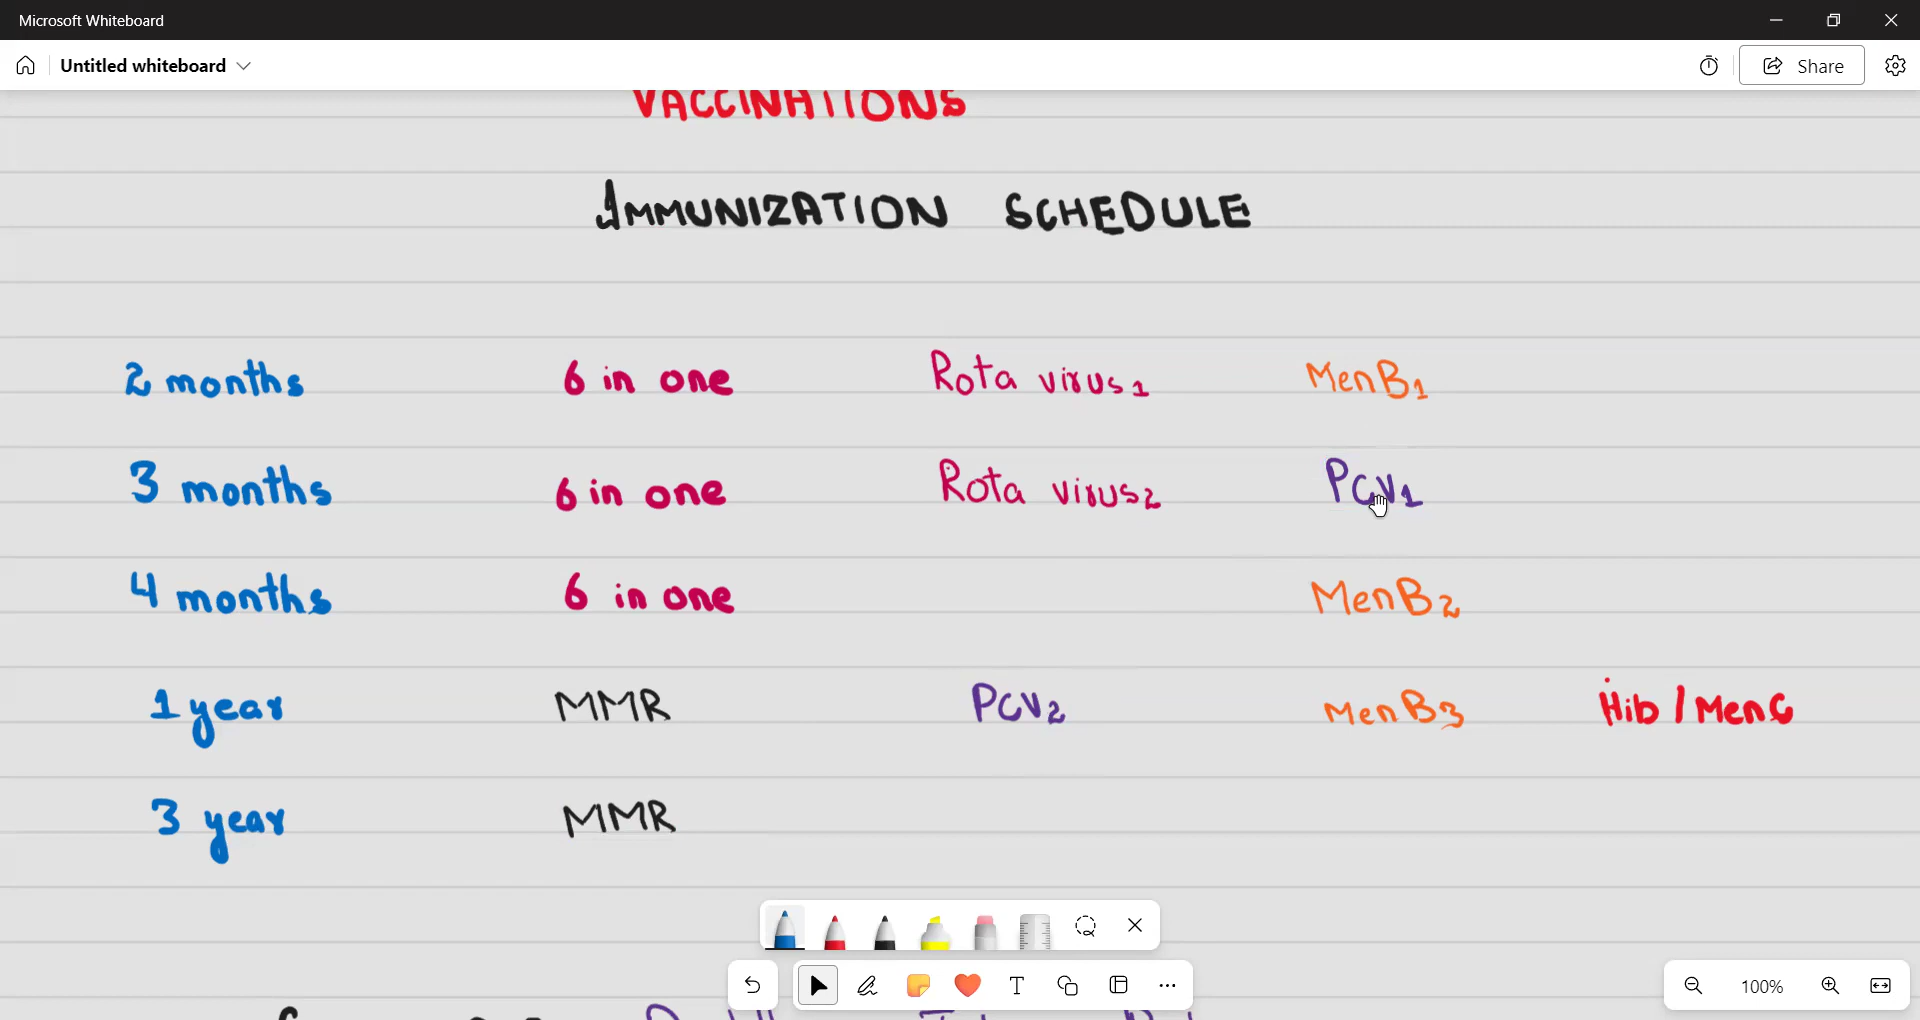 Microsoft Whiteboard
Untitled whiteboard
Share
VACCINATIONS
IMMUNIZATION SCHEDULE
2 months 6 in one Rota virus1 MenB1
3 months 6 in one Rota virus2 PCV1
4 months 6 in one MenB2
1 year MMR PCV2 MenB3 Hib / MenC
3 year MMR
100%